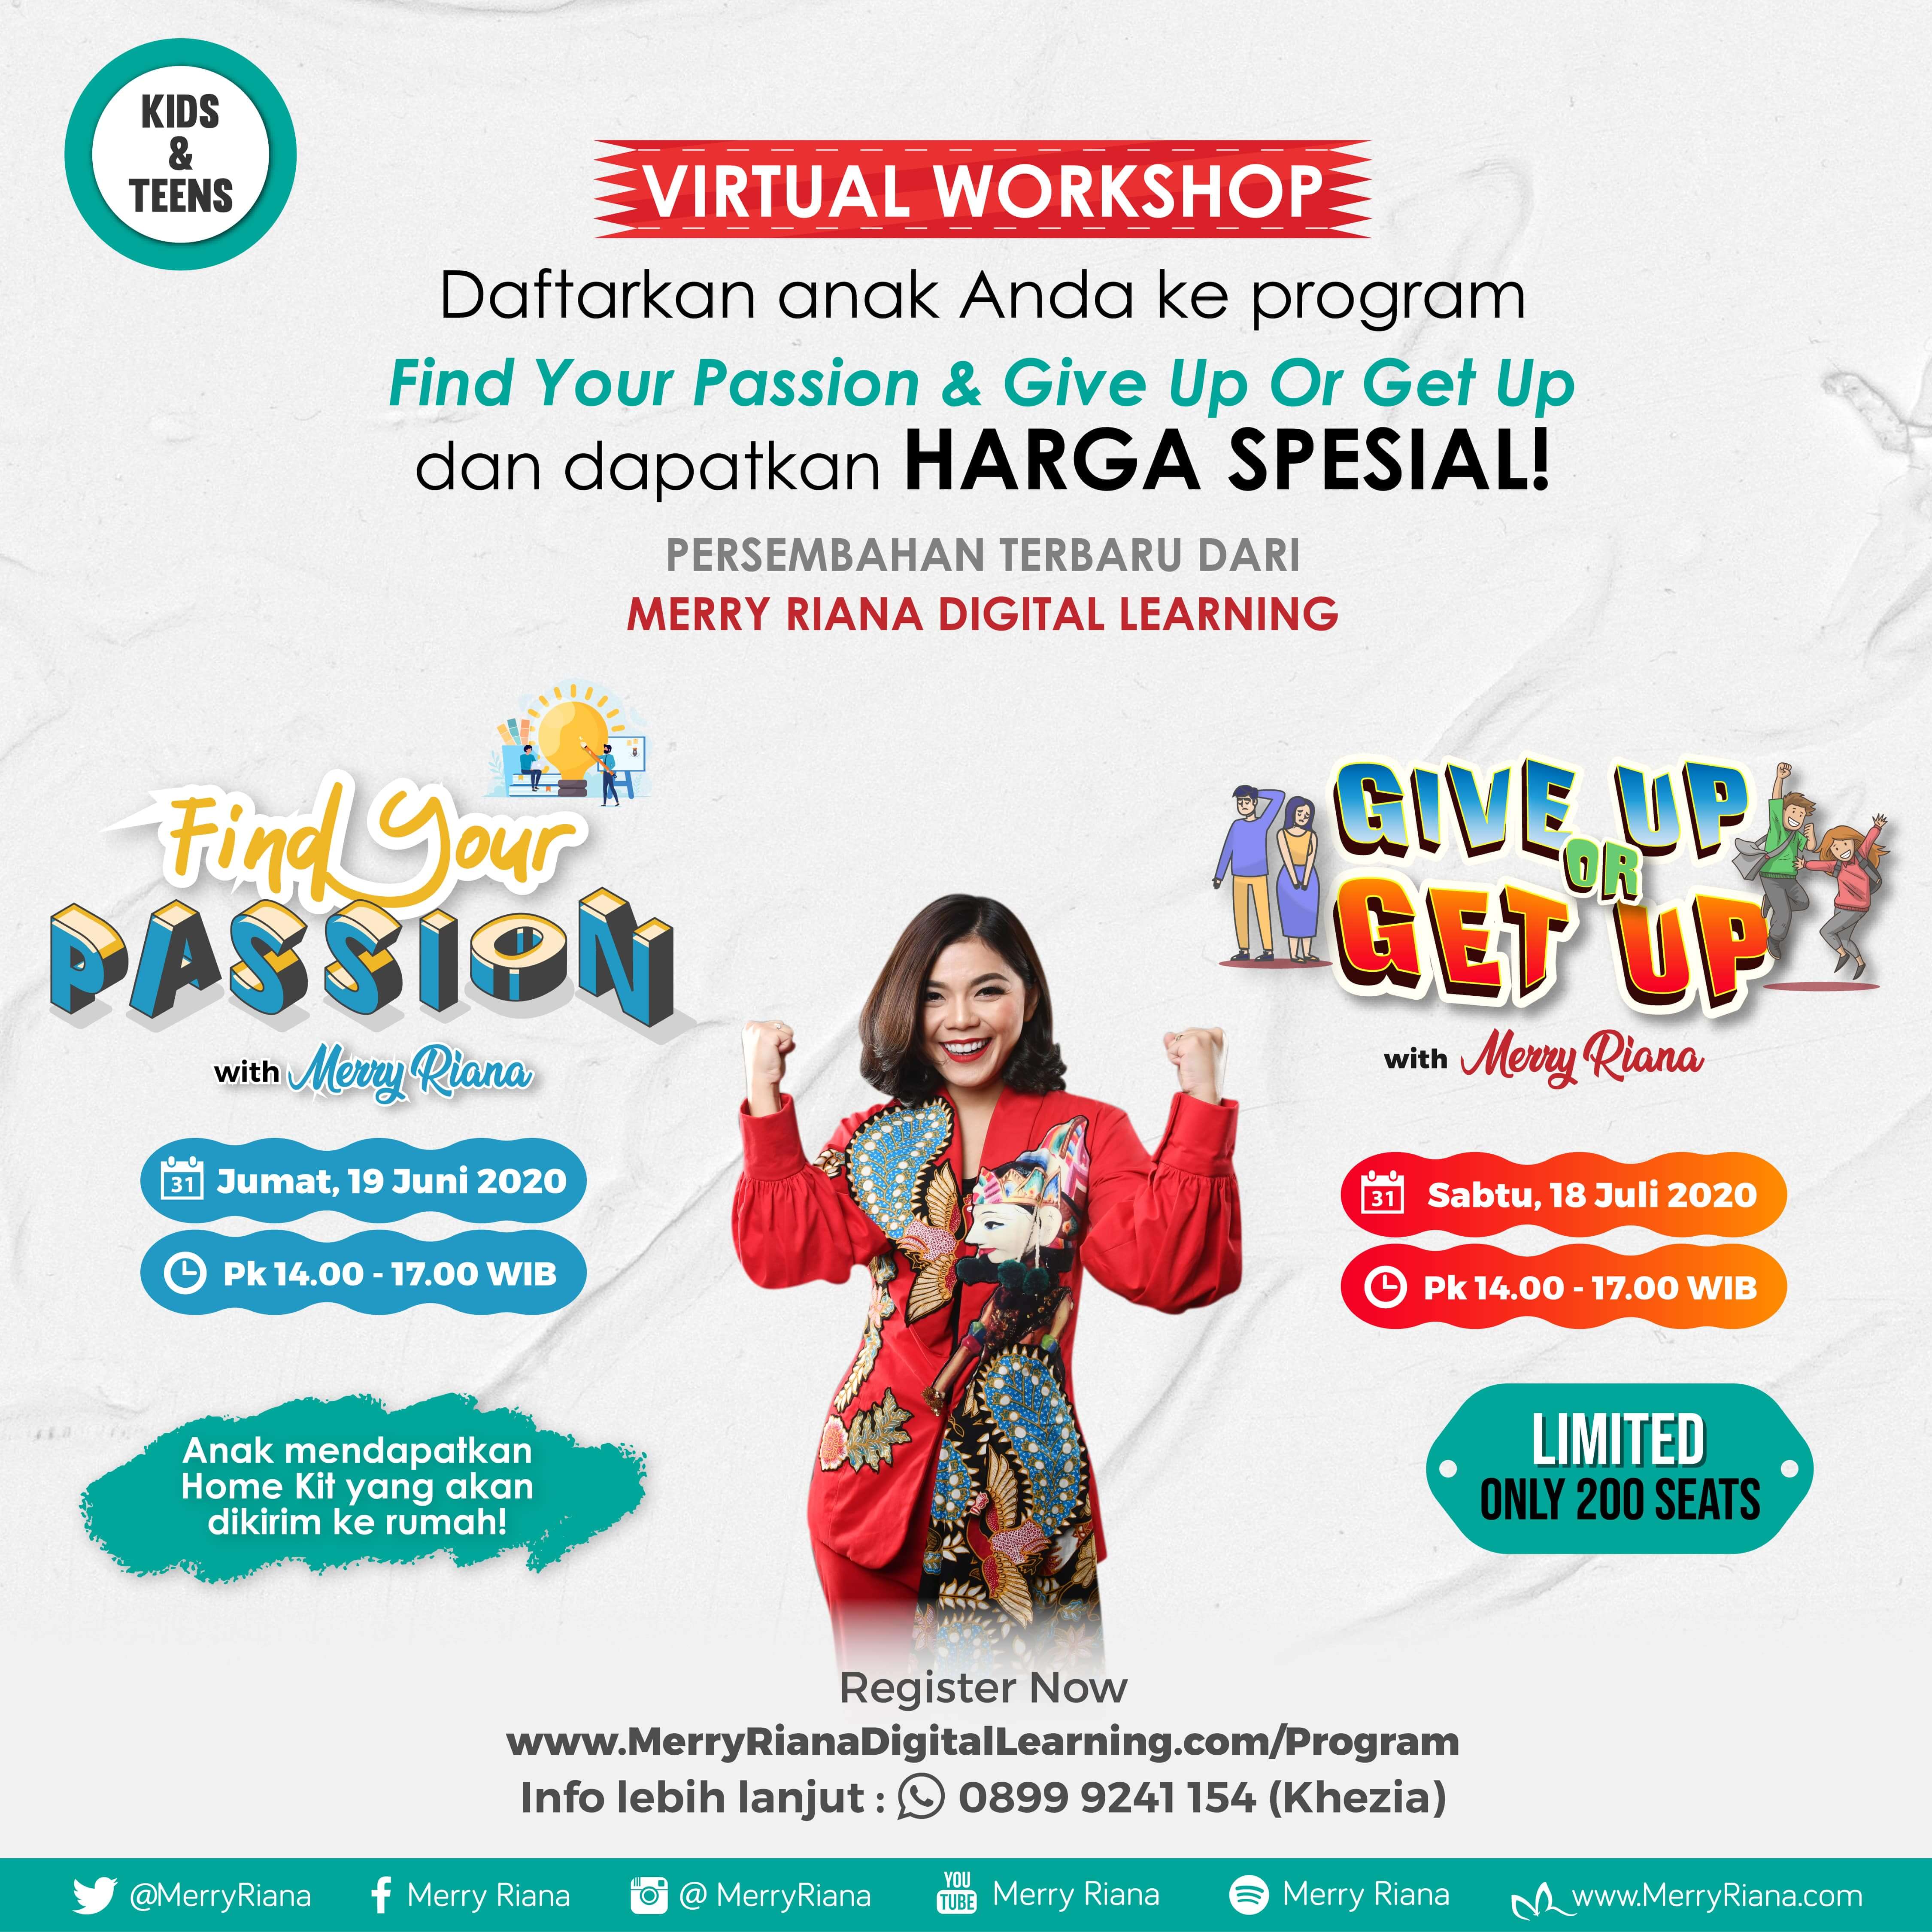 KIDS
&
TEENS
VIRTUAL WORKSHOP
Daftarkan anak Anda ke program
Find Your Passion & Give Up Or Get Up
dan dapatkan HARGA SPESIAL!
PERSEMBAHAN TERBARU DARI
MERRY RIANA DIGITAL LEARNING
Find Your
PASSION
with Merry Riana
31 Jumat, 19 Juni 2020
Pk 14.00 - 17.00 WIB
Anak mendapatkan
Home Kit yang akan
dikirim ke rumah!
GIVE UP
OR
GET UP
with Merry Riana
31 Sabtu, 18 Juli 2020
Pk 14.00 - 17.00 WIB
LIMITED
ONLY 200 SEATS
Register Now
www.MerryRianaDigitalLearning.com/Program
Info lebih lanjut : 0899 9241 154 (Khezia)
@MerryRiana Merry Riana @ MerryRiana YOU TUBE Merry Riana Merry Riana www.MerryRiana.com